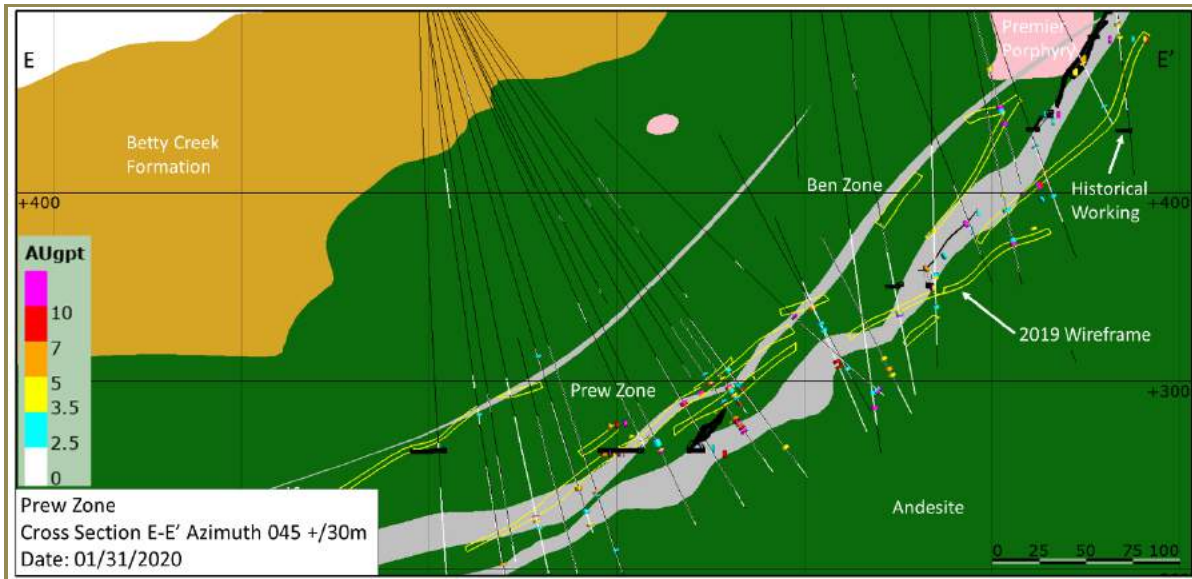 E
Premier
Porphyry
E'
Betty Creek
Formation
Ben Zone
+400
Historical
Working
+400
AUgpt
10
7
5
3.5
2.5
0
2019 Wireframe
Prew Zone
+300
Andesite
Prew Zone
Cross Section E-E' Azimuth 045 +/30m
Date: 01/31/2020
0 25 50 75 100